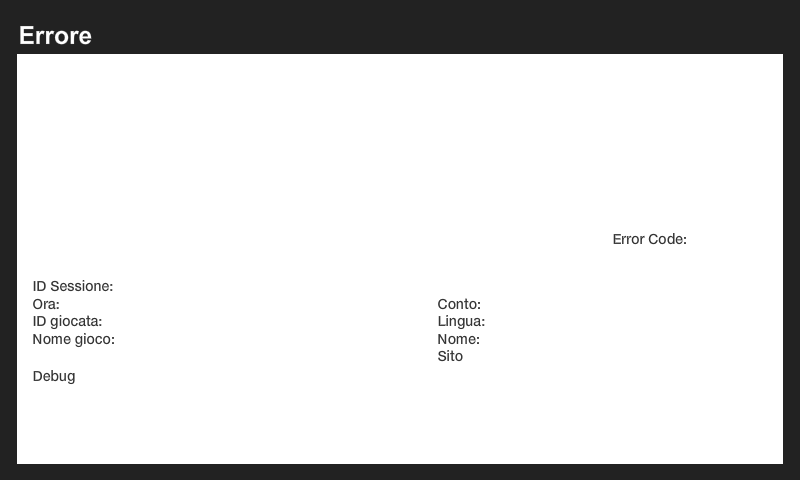 Errore
Error Code:
ID Sessione:
Ora:
ID giocata:
Nome gioco:
Conto:
Lingua:
Nome:
Sito
Debug